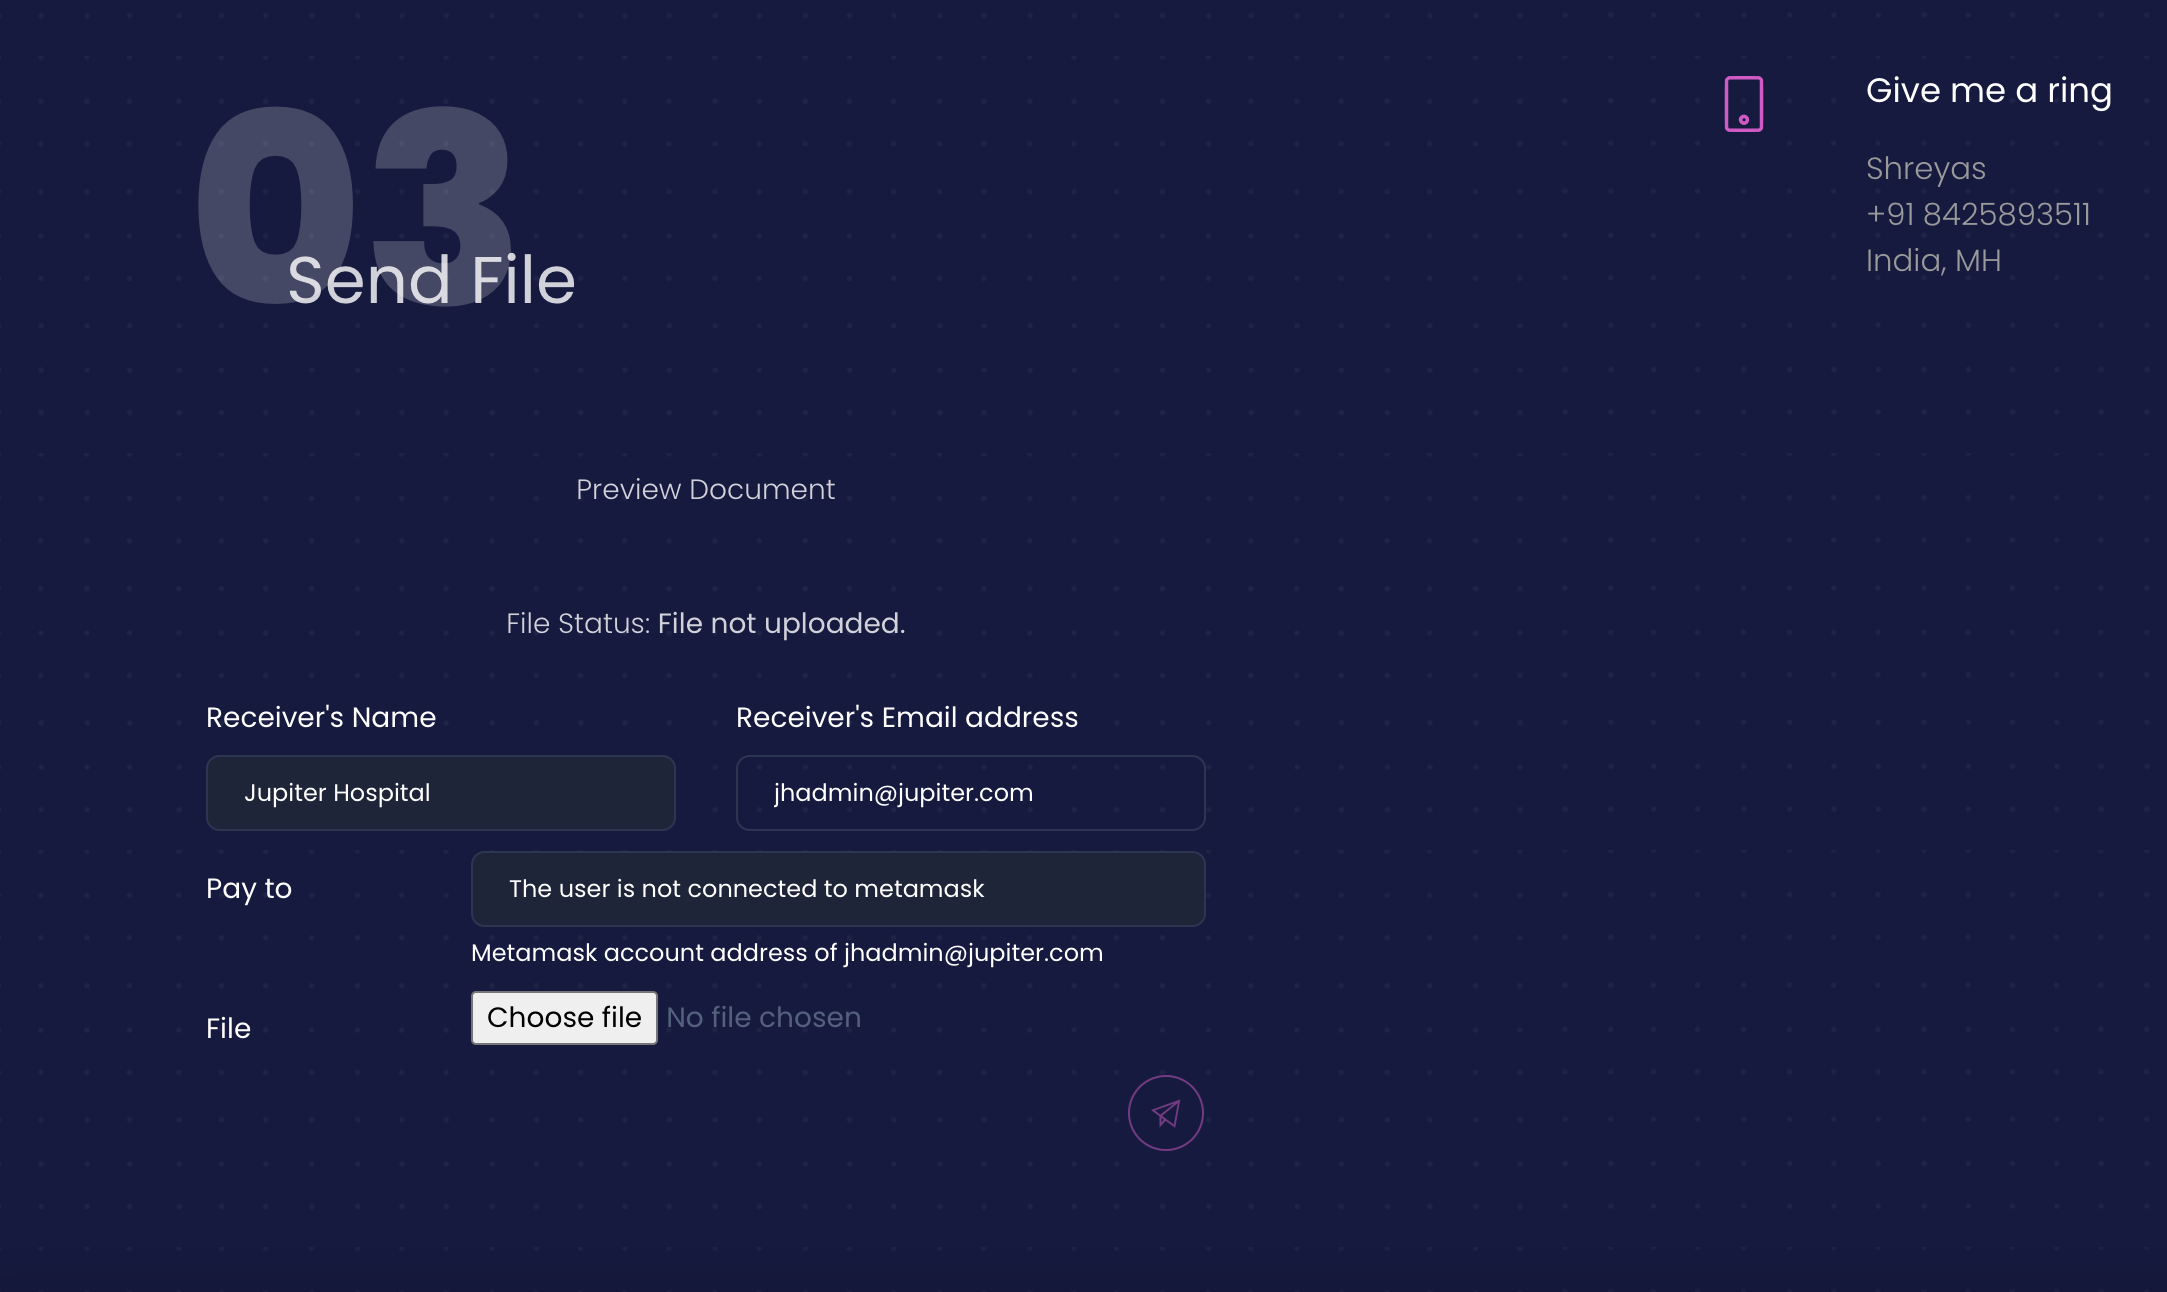 03
Send File
Give me a ring
Shreyas
+91 8425893511
India, MH
Preview Document
File Status: File not uploaded.
Receiver's Name
Receiver's Email address
Jupiter Hospital
jhadmin@jupiter.com
Pay to
The user is not connected to metamask
Metamask account address of jhadmin@jupiter.com
File
Choose file No file chosen